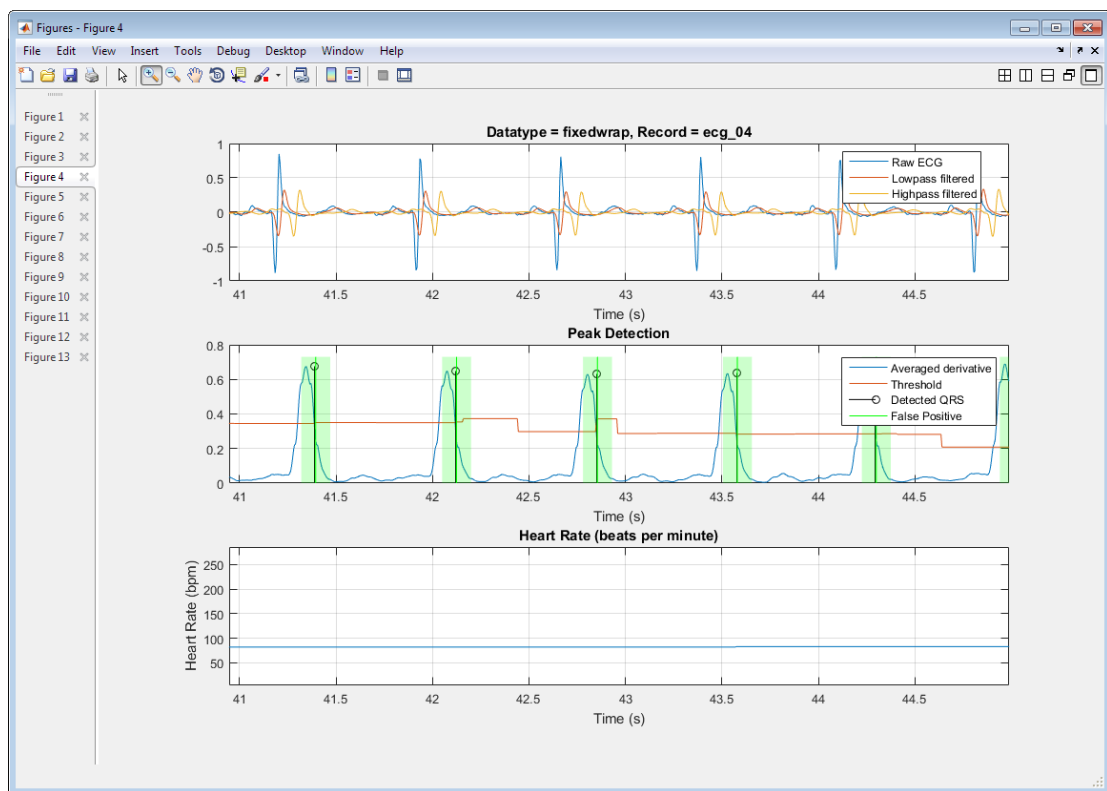 Figures - Figure 4
File Edit View Insert Tools Debug Desktop Window Help
Figure 1
Figure 2
Figure 3
Figure 4
Figure 5
Figure 6
Figure 7
Figure 8
Figure 9
Figure 10
Figure 11
Figure 12
Figure 13
Datatype = fixedwrap, Record = ecg_04
1
0.5
0
-0.5
-1
Raw ECG
Lowpass filtered
Highpass filtered
41 41.5 42 42.5 43 43.5 44 44.5
Time (s)
Peak Detection
0.8
0.6
0.4
0.2
0
Averaged derivative
Threshold
Detected QRS
False Positive
41 41.5 42 42.5 43 43.5 44 44.5
Time (s)
Heart Rate (beats per minute)
Heart Rate (bpm)
250
200
150
100
50
41 41.5 42 42.5 43 43.5 44 44.5
Time (s)